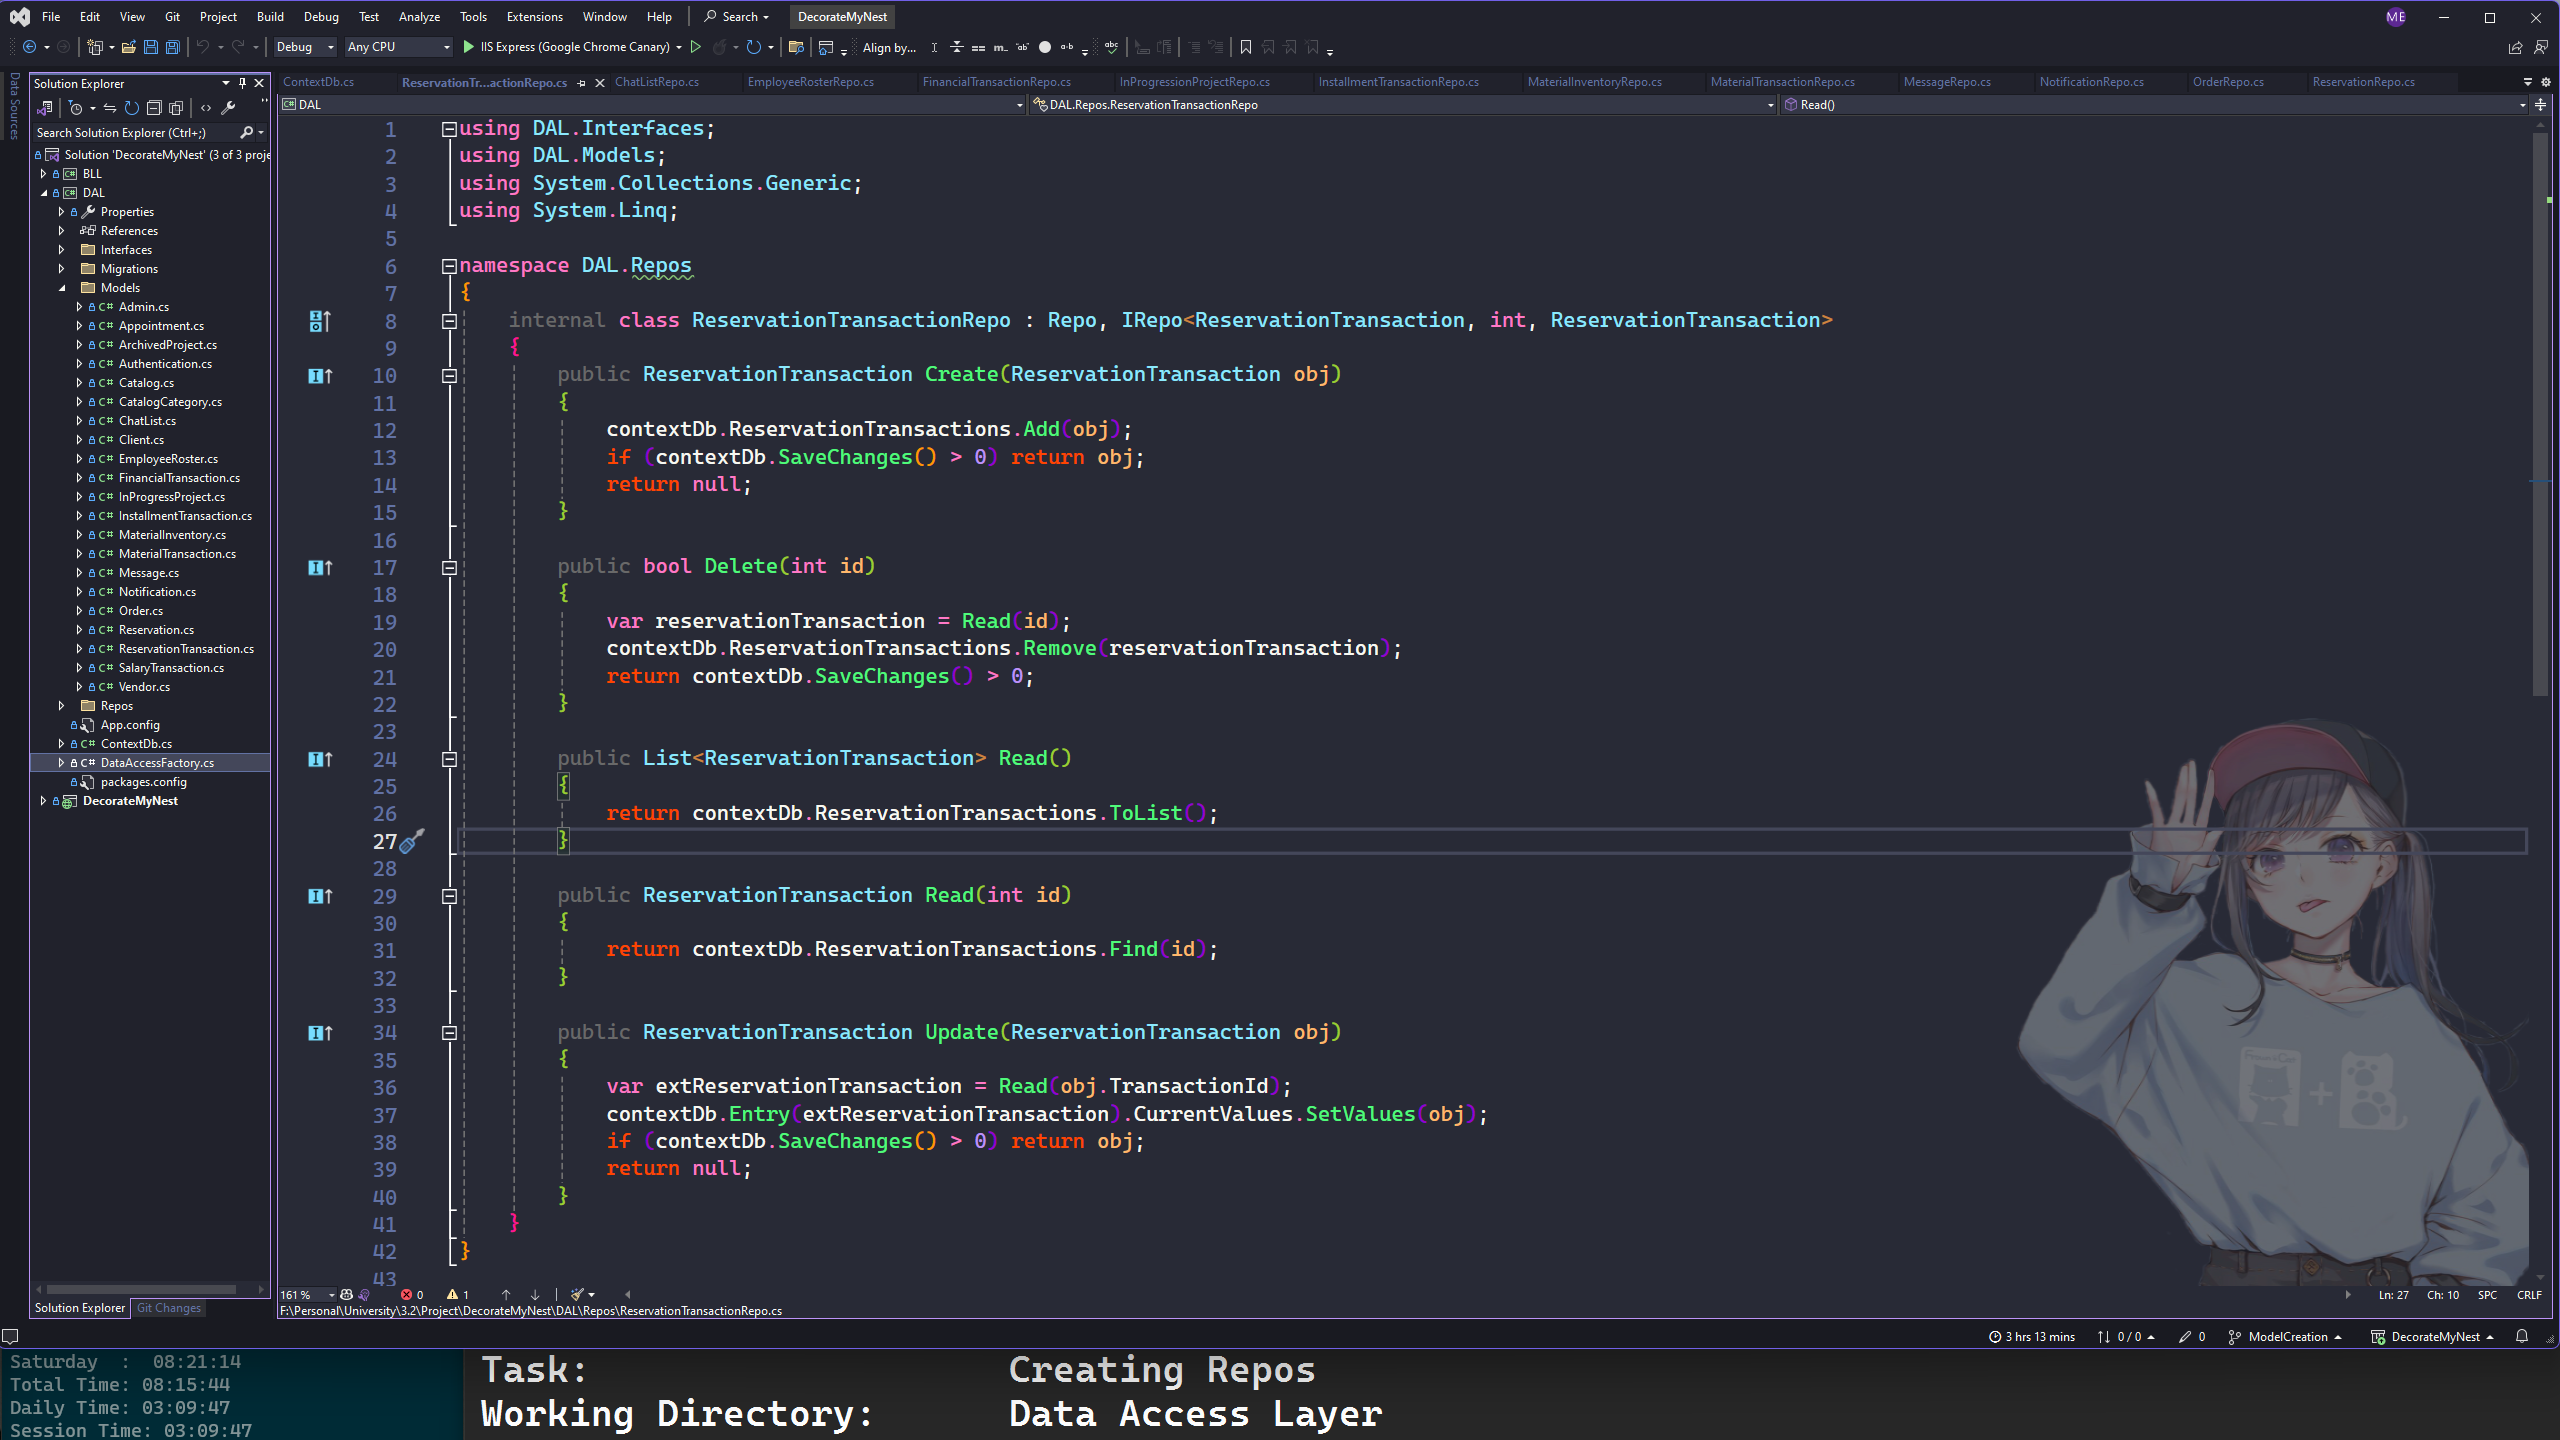 File Edit View Git Project Build Debug Test Analyze Tools Extensions Window Help Search DecorateMyNest ME
Debug Any CPU IIS Express (Google Chrome Canary) Align by...
Data Sources
Solution Explorer
Search Solution Explorer (Ctrl+;)
Solution 'DecorateMyNest' (3 of 3 proje
BLL
DAL
Properties
References
Interfaces
Migrations
Models
Admin.cs
Appointment.cs
ArchivedProject.cs
Authentication.cs
Catalog.cs
CatalogCategory.cs
ChatList.cs
Client.cs
EmployeeRoster.cs
FinancialTransaction.cs
InProgressProject.cs
InstallmentTransaction.cs
MaterialInventory.cs
MaterialTransaction.cs
Message.cs
Notification.cs
Order.cs
Reservation.cs
ReservationTransaction.cs
SalaryTransaction.cs
Vendor.cs
Repos
App.config
ContextDb.cs
DataAccessFactory.cs
packages.config
DecorateMyNest
Solution Explorer Git Changes
ContextDb.cs ReservationTr...actionRepo.cs ChatListRepo.cs EmployeeRosterRepo.cs FinancialTransactionRepo.cs InProgressionProjectRepo.cs InstallmentTransactionRepo.cs MaterialInventoryRepo.cs MaterialTransactionRepo.cs MessageRepo.cs NotificationRepo.cs OrderRepo.cs ReservationRepo.cs
DAL DAL.Repos.ReservationTransactionRepo Read()
1 using DAL.Interfaces;
2 using DAL.Models;
3 using System.Collections.Generic;
4 using System.Linq;
5
6 namespace DAL.Repos
7 {
8 internal class ReservationTransactionRepo : Repo, IRepo<ReservationTransaction, int, ReservationTransaction>
9 {
10 public ReservationTransaction Create(ReservationTransaction obj)
11 {
12 contextDb.ReservationTransactions.Add(obj);
13 if (contextDb.SaveChanges() > 0) return obj;
14 return null;
15 }
16
17 public bool Delete(int id)
18 {
19 var reservationTransaction = Read(id);
20 contextDb.ReservationTransactions.Remove(reservationTransaction);
21 return contextDb.SaveChanges() > 0;
22 }
23
24 public List<ReservationTransaction> Read()
25 {
26 return contextDb.ReservationTransactions.ToList();
27 }
28
29 public ReservationTransaction Read(int id)
30 {
31 return contextDb.ReservationTransactions.Find(id);
32 }
33
34 public ReservationTransaction Update(ReservationTransaction obj)
35 {
36 var extReservationTransaction = Read(obj.TransactionId);
37 contextDb.Entry(extReservationTransaction).CurrentValues.SetValues(obj);
38 if (contextDb.SaveChanges() > 0) return obj;
39 return null;
40 }
41 }
42 }
43
161 % 0 1 Ln: 27 Ch: 10 SPC CRLF
F:\Personal\University\3.2\Project\DecorateMyNest\DAL\Repos\ReservationTransactionRepo.cs
3 hrs 13 mins 0 / 0 0 ModelCreation DecorateMyNest
Saturday : 08:21:14
Total Time: 08:15:44
Daily Time: 03:09:47
Session Time: 03:09:47
Task: Creating Repos
Working Directory: Data Access Layer